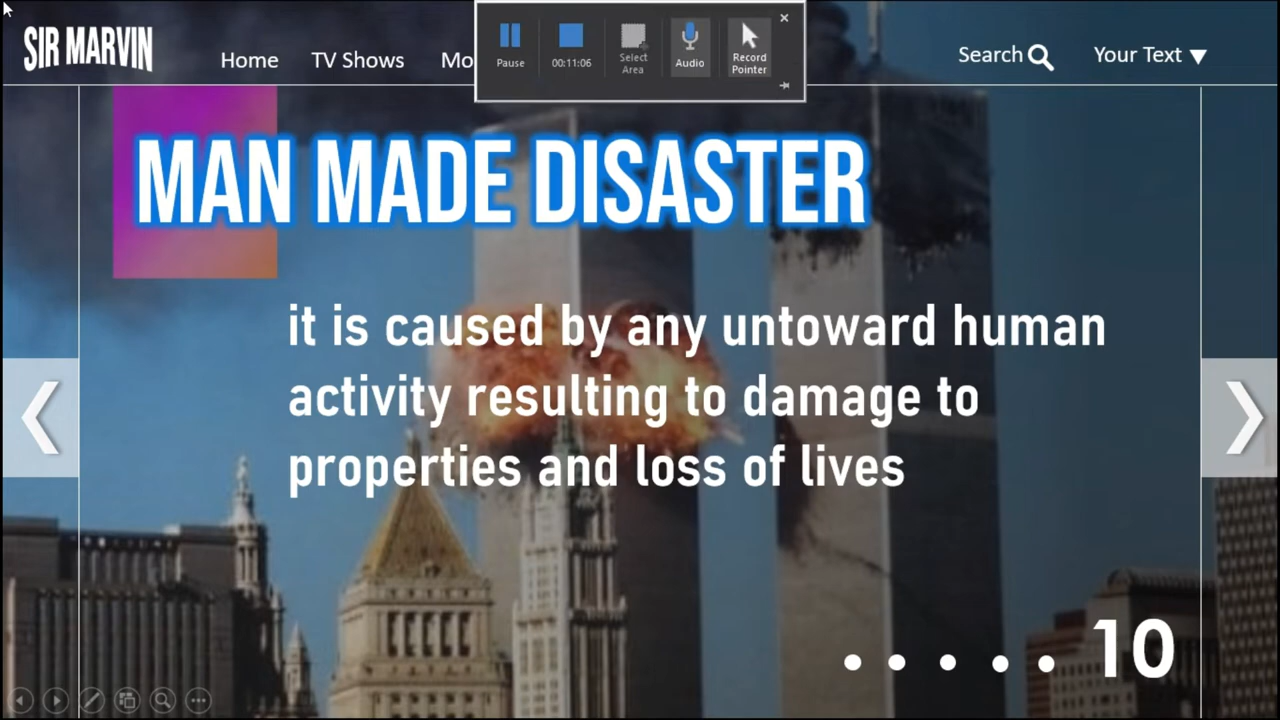 SIR MARVIN
Home
TV Shows
Mo
Pause
00:11:06
Select
Area
Audio
Record
Pointer
Search
Your Text
MAN MADE DISASTER
it is caused by any untoward human
activity resulting to damage to
properties and loss of lives
10